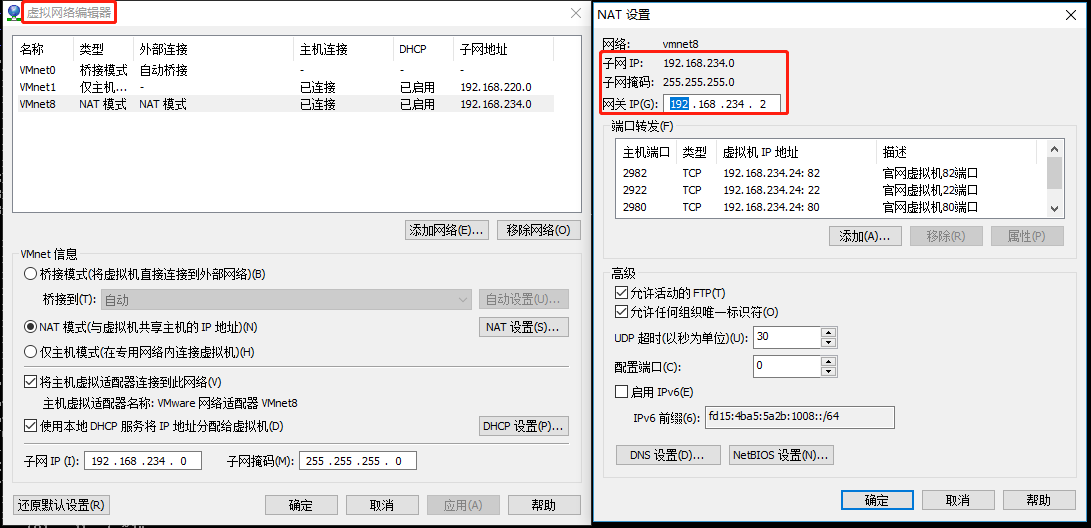 虚拟网络编辑器
名称 类型 外部连接 主机连接 DHCP 子网地址
VMnet0 桥接模式 自动桥接 - - -
VMnet1 仅主机... - 已连接 已启用 192.168.220.0
VMnet8 NAT 模式 NAT 模式 已连接 已启用 192.168.234.0
添加网络(E)... 移除网络(O)
VMnet 信息
桥接模式(将虚拟机直接连接到外部网络)(B)
桥接到(T): 自动 自动设置(U)...
NAT 模式(与虚拟机共享主机的 IP 地址)(N) NAT 设置(S)...
仅主机模式(在专用网络内连接虚拟机)(H)
将主机虚拟适配器连接到此网络(V)
主机虚拟适配器名称: VMware 网络适配器 VMnet8
使用本地 DHCP 服务将 IP 地址分配给虚拟机(D) DHCP 设置(P)...
子网 IP (I): 192 . 168 . 234 . 0 子网掩码(M): 255 . 255 . 255 . 0
还原默认设置(R) 确定 取消 应用(A) 帮助
NAT 设置
网络: vmnet8
子网 IP: 192.168.234.0
子网掩码: 255.255.255.0
网关 IP(G): 192 . 168 . 234 . 2
端口转发(F)
主机端口 类型 虚拟机 IP 地址 描述
2982 TCP 192.168.234.24: 82 官网虚拟机82端口
2922 TCP 192.168.234.24: 22 官网虚拟机22端口
2980 TCP 192.168.234.24: 80 官网虚拟机80端口
添加(A)... 移除(R) 属性(P)
高级
允许活动的 FTP(T)
允许任何组织唯一标识符(O)
UDP 超时(以秒为单位)(U): 30
配置端口(C): 0
启用 IPv6(E)
IPv6 前缀(6): fd15:4ba5:5a2b:1008::/64
DNS 设置(D)... NetBIOS 设置(N)...
确定 取消 帮助